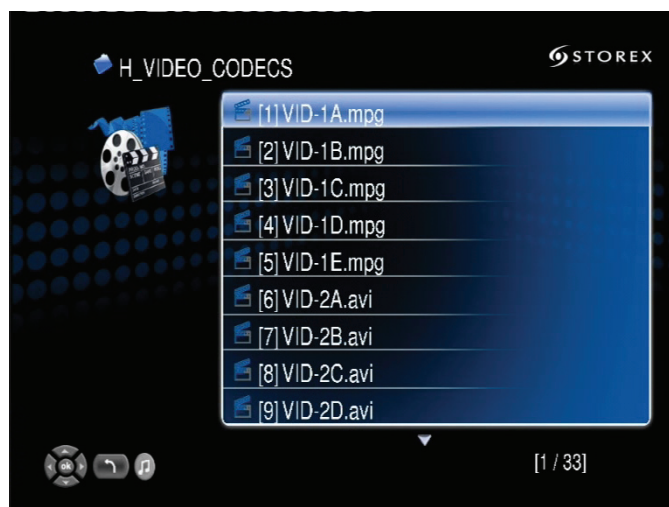 H_VIDEO_CODECS
STOREX
[1] VID-1A.mpg
[2] VID-1B.mpg
[3] VID-1C.mpg
[4] VID-1D.mpg
[5] VID-1E.mpg
[6] VID-2A.avi
[7] VID-2B.avi
[8] VID-2C.avi
[9] VID-2D.avi
ok
[1 / 33]